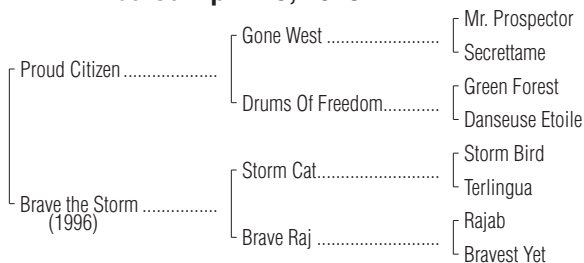 Mr. Prospector
Gone West ..........................
Secrettame
Proud Citizen .....................
Green Forest
Drums Of Freedom.............
Danseuse Etoile
Storm Bird
Storm Cat............................
Terlingua
Brave the Storm .................
(1996)
Rajab
Brave Raj ...........................
Bravest Yet